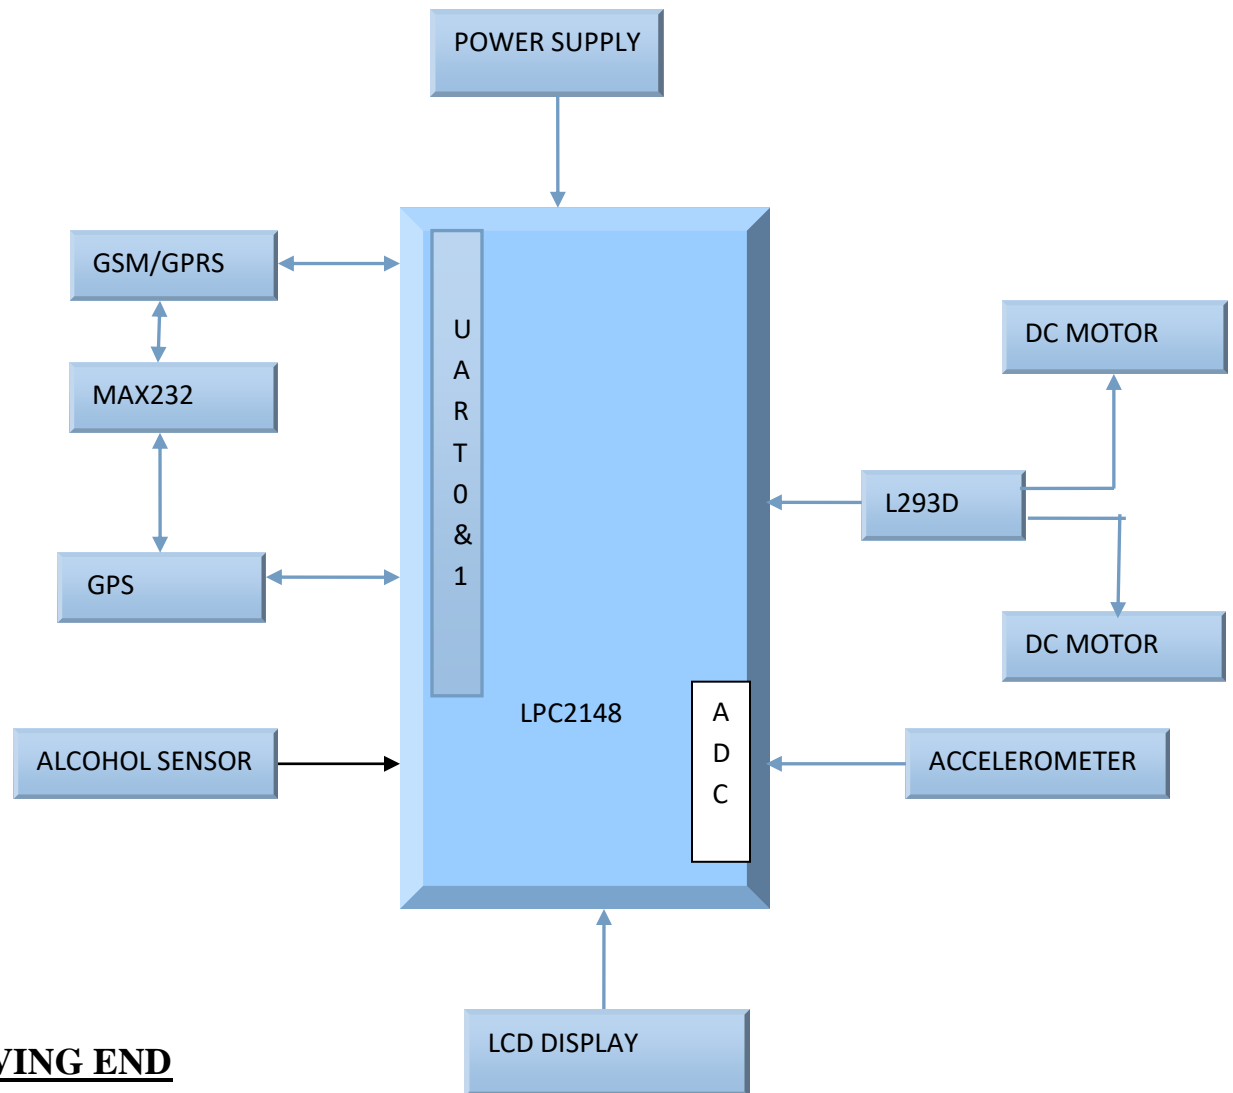 POWER SUPPLY
GSM/GPRS
MAX232
GPS
ALCOHOL SENSOR
U
A
R
T
0
&
1
LPC2148
A
D
C
DC MOTOR
L293D
DC MOTOR
ACCELEROMETER
LCD DISPLAY
VING END